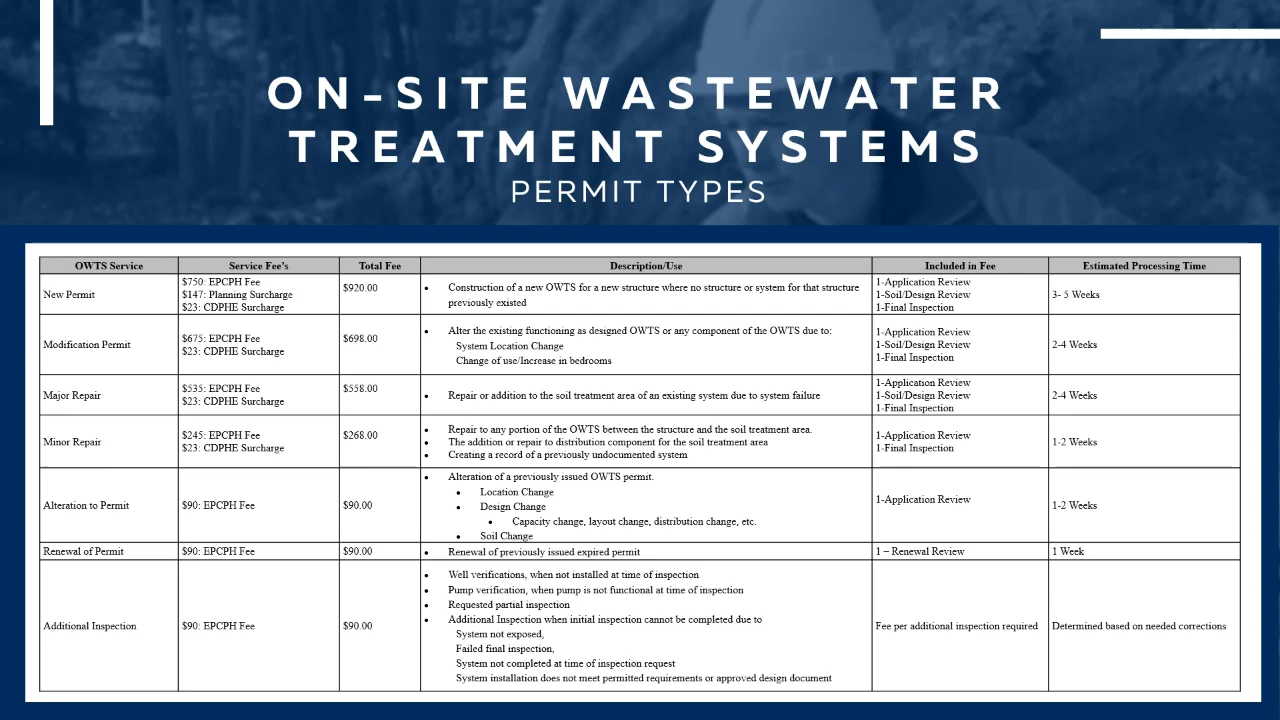 ON-SITE WASTEWATER
TREATMENT SYSTEMS
PERMIT TYPES
OWTS Service
Service Fee's
Total Fee
Description/Use
Included in Fee
Estimated Processing Time
New Permit
$750: EPCPH Fee
$147: Planning Surcharge
$23: CDPHE Surcharge
$920.00
• Construction of a new OWTS for a new structure where no structure or system for that structure
previously existed
1-Application Review
1-Soil/Design Review
1-Final Inspection
3- 5 Weeks
Modification Permit
$675: EPCPH Fee
$23: CDPHE Surcharge
$698.00
• Alter the existing functioning as designed OWTS or any component of the OWTS due to:
System Location Change
Change of use/Increase in bedrooms
1-Application Review
1-Soil/Design Review
1-Final Inspection
2-4 Weeks
Major Repair
$535: EPCPH Fee
$23: CDPHE Surcharge
$558.00
• Repair or addition to the soil treatment area of an existing system due to system failure
1-Application Review
1-Soil/Design Review
1-Final Inspection
2-4 Weeks
Minor Repair
$245: EPCPH Fee
$23: CDPHE Surcharge
$268.00
• Repair to any portion of the OWTS between the structure and the soil treatment area.
• The addition or repair to distribution component for the soil treatment area
• Creating a record of a previously undocumented system
1-Application Review
1-Final Inspection
1-2 Weeks
Alteration to Permit
$90: EPCPH Fee
$90.00
• Alteration of a previously issued OWTS permit.
• Location Change
• Design Change
• Capacity change, layout change, distribution change, etc.
• Soil Change
1-Application Review
1-2 Weeks
Renewal of Permit
$90: EPCPH Fee
$90.00
• Renewal of previously issued expired permit
1 – Renewal Review
1 Week
Additional Inspection
$90: EPCPH Fee
$90.00
• Well verifications, when not installed at time of inspection
• Pump verification, when pump is not functional at time of inspection
• Requested partial inspection
• Additional Inspection when initial inspection cannot be completed due to
System not exposed,
Failed final inspection,
System not completed at time of inspection request
System installation does not meet permitted requirements or approved design document
Fee per additional inspection required
Determined based on needed corrections